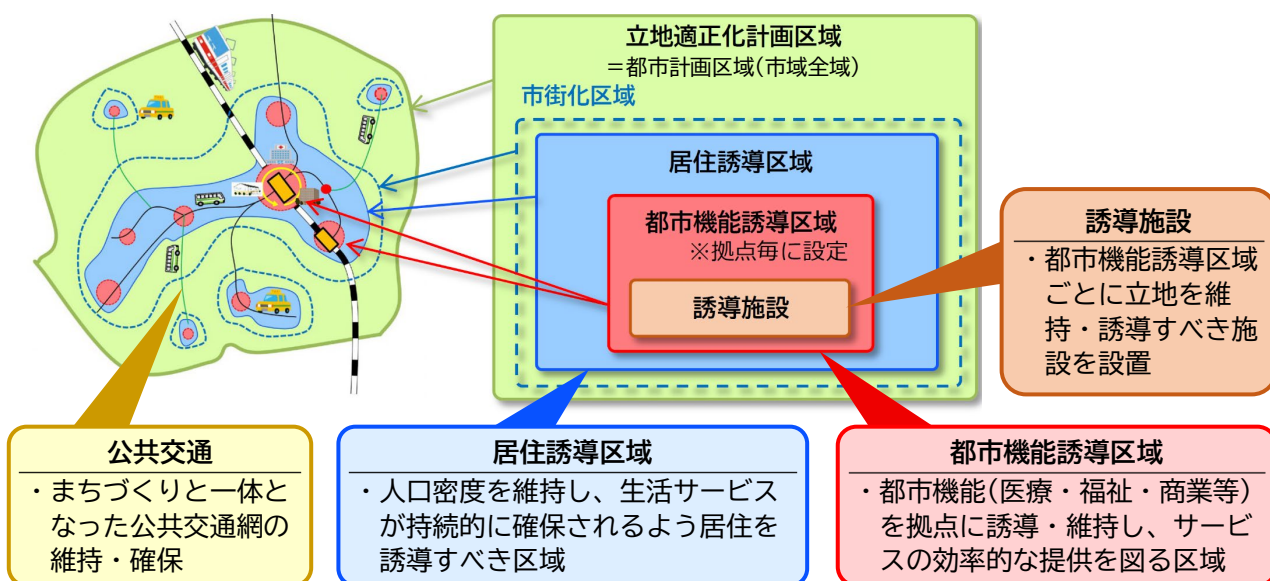 立地適正化計画区域
＝都市計画区域(市域全域)
市街化区域
居住誘導区域
都市機能誘導区域
※拠点毎に設定
誘導施設
誘導施設
・都市機能誘導区域
ごとに立地を維
持・誘導すべき施
設を設置
公共交通
・まちづくりと一体と
なった公共交通網の
維持・確保
居住誘導区域
・人口密度を維持し、生活サービス
が持続的に確保されるよう居住を
誘導すべき区域
都市機能誘導区域
・都市機能(医療・福祉・商業等)
を拠点に誘導・維持し、サービ
スの効率的な提供を図る区域